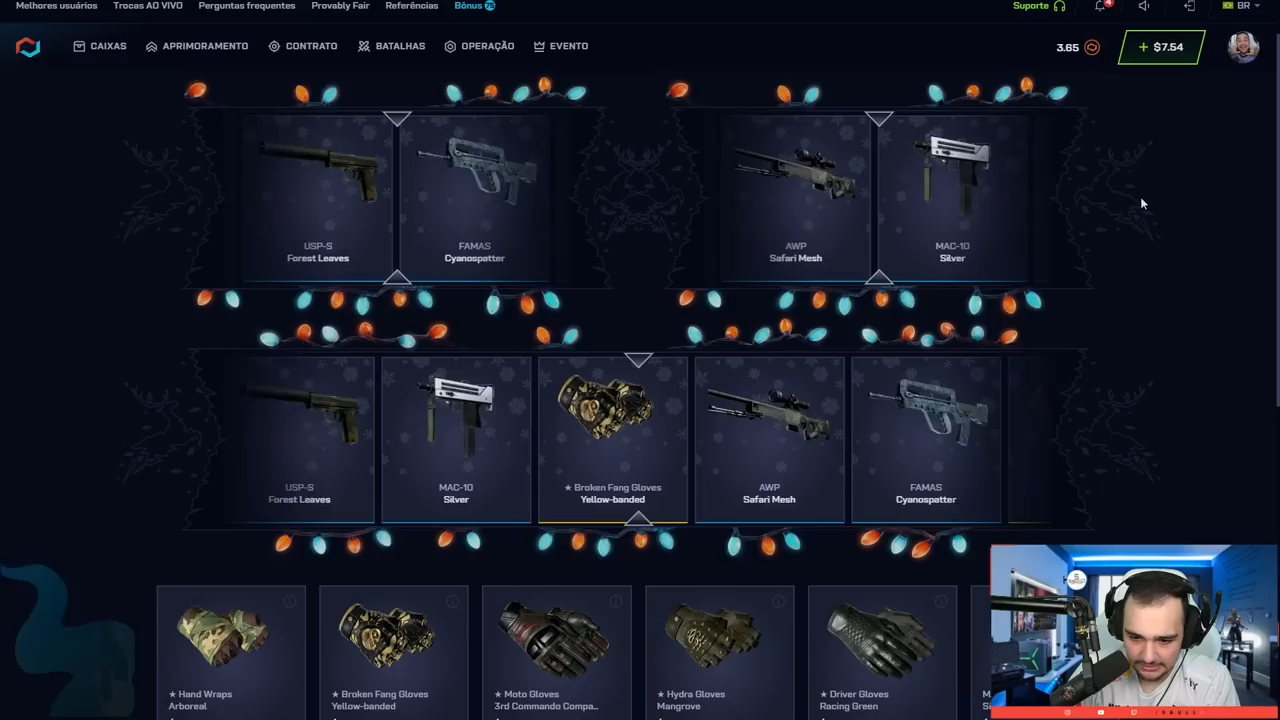 Melhores usuários Trocas AO VIVO Perguntas frequentes Provably Fair Referências Bônus 75 Suporte 4 BR
CAIXAS APRIMORAMENTO CONTRATO BATALHAS OPERAÇÃO EVENTO 3.65 + $7.54
USP-S
Forest Leaves
FAMAS
Cyanospatter
AWP
Safari Mesh
MAC-10
Silver
USP-S
Forest Leaves
MAC-10
Silver
★ Broken Fang Gloves
Yellow-banded
AWP
Safari Mesh
FAMAS
Cyanospatter
★ Hand Wraps
Arboreal
★ Broken Fang Gloves
Yellow-banded
★ Moto Gloves
3rd Commando Compa...
★ Hydra Gloves
Mangrove
★ Driver Gloves
Racing Green